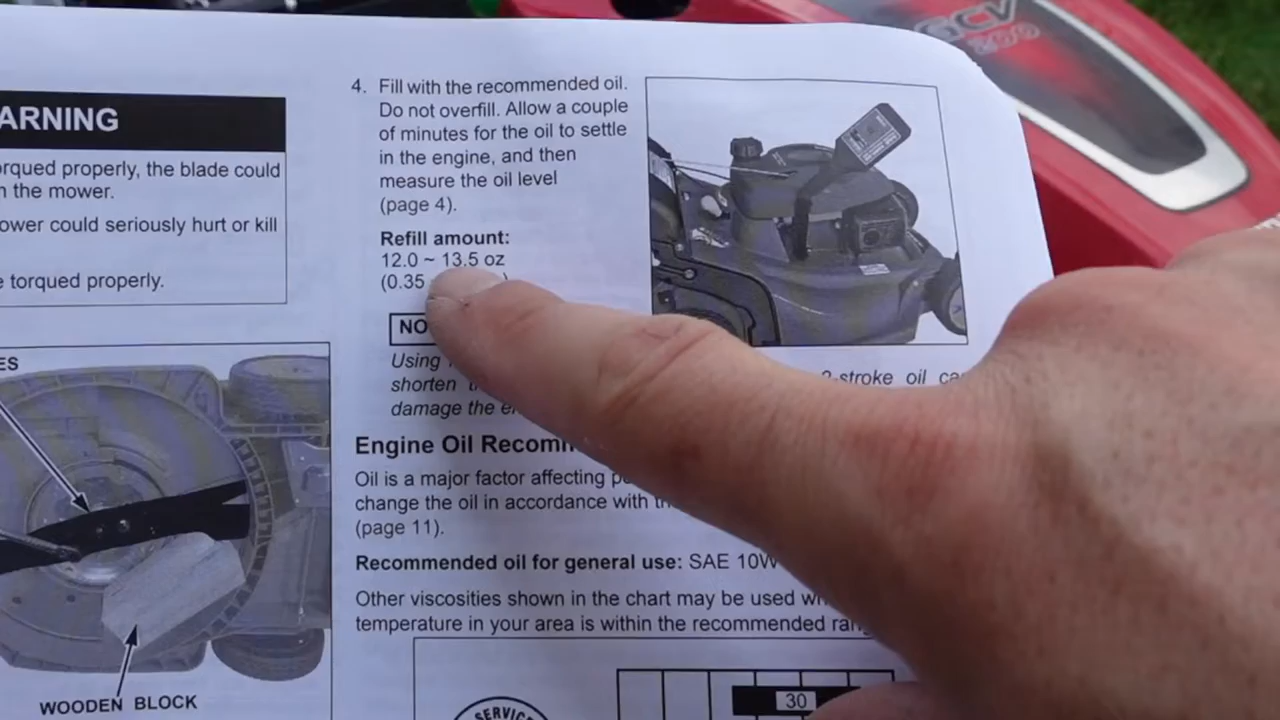 GCV
200
ARNING
orqued properly, the blade could
n the mower.
ower could seriously hurt or kill
e torqued properly.
ES
WOODEN BLOCK
4. Fill with the recommended oil.
Do not overfill. Allow a couple
of minutes for the oil to settle
in the engine, and then
measure the oil level
(page 4).
Refill amount:
12.0 ~ 13.5 oz
(0.35
NO
Using
shorten
damage the
2-stroke oil
Engine Oil Recomm
Oil is a major factor affecting
change the oil in accordance with
(page 11).
Recommended oil for general use: SAE 10W
Other viscosities shown in the chart may be used
temperature in your area is within the recommended
SERVICE
30